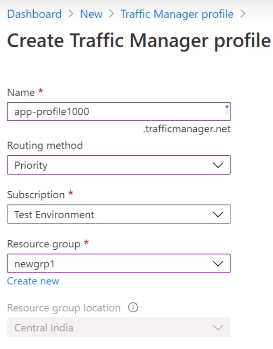 Dashboard > New > Traffic Manager profile >
Create Traffic Manager profile
Name *
app-profile1000
.trafficmanager.net
Routing method
Priority
Subscription *
Test Environment
Resource group *
newgrp1
Create new
Resource group location
Central India